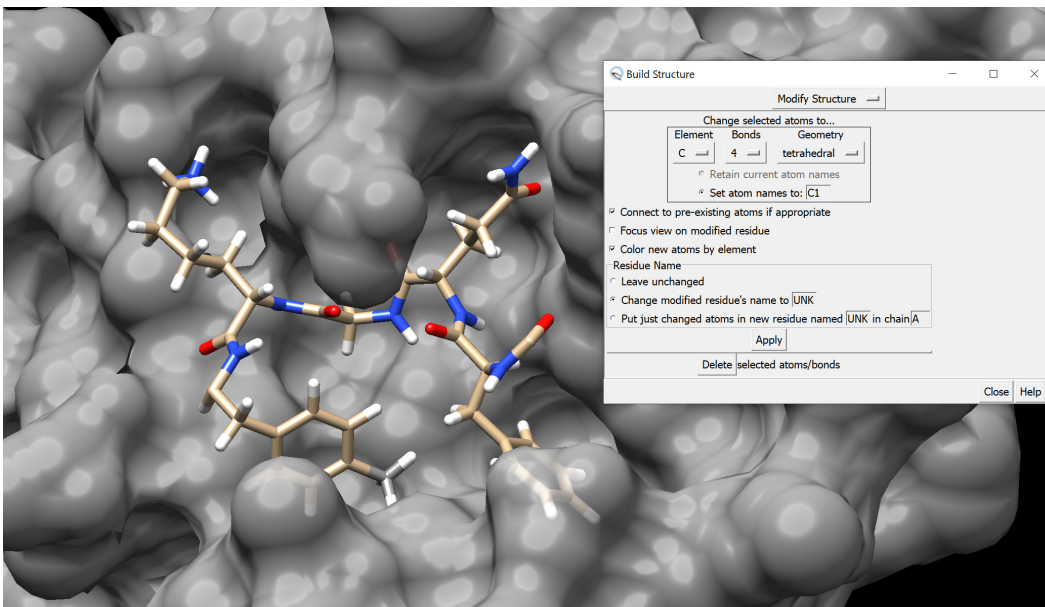 Build Structure
Modify Structure
Change selected atoms to...
Element Bonds Geometry
C 4 tetrahedral
Retain current atom names
Set atom names to: C1
Connect to pre-existing atoms if appropriate
Focus view on modified residue
Color new atoms by element
Residue Name
Leave unchanged
Change modified residue's name to UNK
Put just changed atoms in new residue named UNK in chain A
Apply
Delete selected atoms/bonds
Close Help